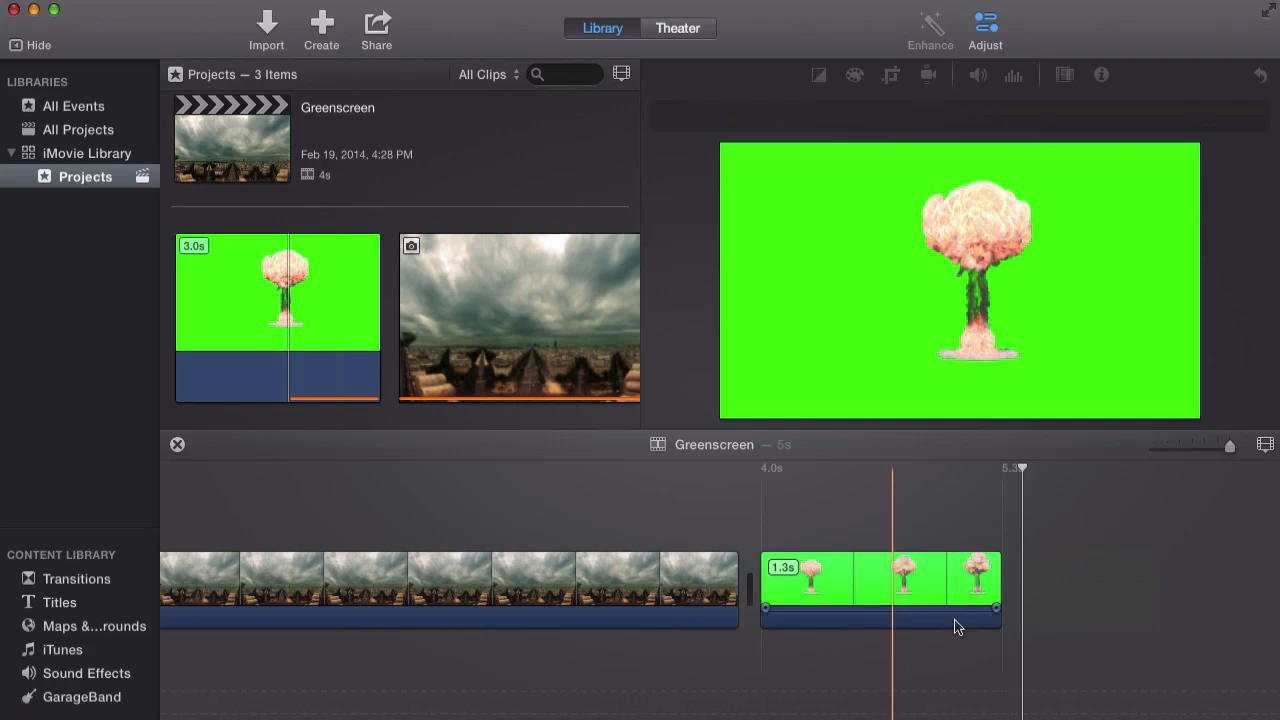 Hide
Import
Create
Share
Library
Theater
Enhance
Adjust
LIBRARIES
All Events
All Projects
iMovie Library
Projects
Projects — 3 Items
All Clips
Greenscreen
Feb 19, 2014, 4:28 PM
4s
3.0s
Greenscreen — 5s
4.0s
5.3s
1.3s
CONTENT LIBRARY
Transitions
Titles
Maps &...rounds
iTunes
Sound Effects
GarageBand